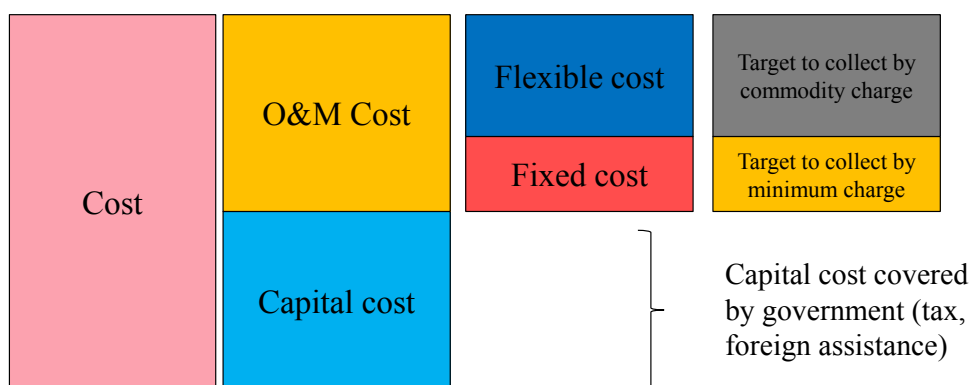 Cost
O&M Cost
Capital cost
Flexible cost
Fixed cost
Target to collect by
commodity charge
Target to collect by
minimum charge
Capital cost covered
by government (tax,
foreign assistance)